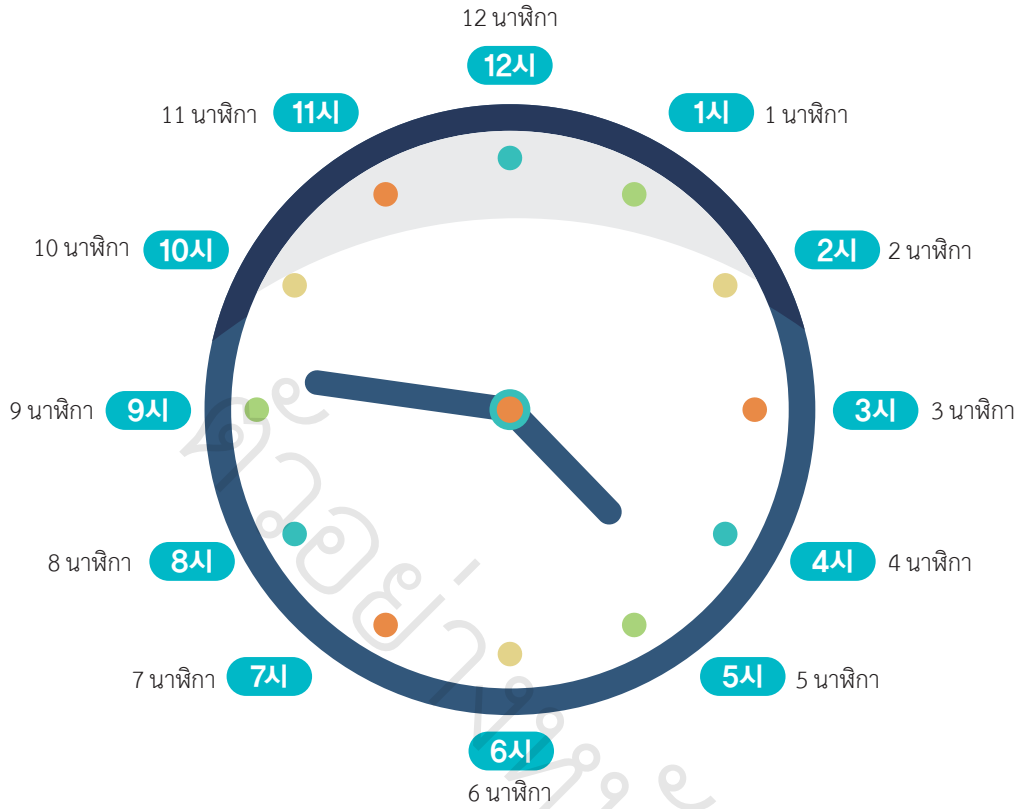 12 นาฬิกา
12시
11 นาฬิกา 11시
1시 1 นาฬิกา
10 นาฬิกา 10시
2시 2 นาฬิกา
9 นาฬิกา 9시
3시 3 นาฬิกา
8 นาฬิกา 8시
4시 4 นาฬิกา
7 นาฬิกา 7시
5시 5 นาฬิกา
6시
6 นาฬิกา